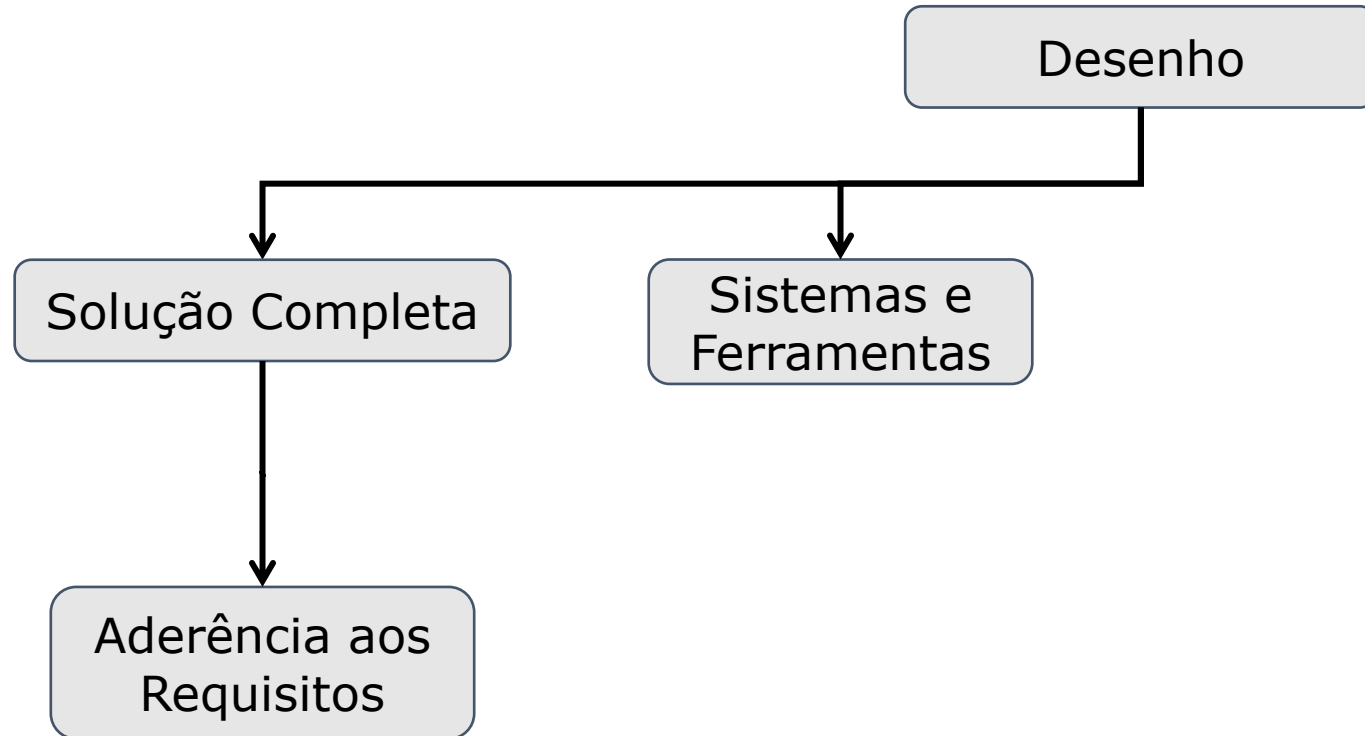 Desenho
Solução Completa
Sistemas e
Ferramentas
Aderência aos
Requisitos